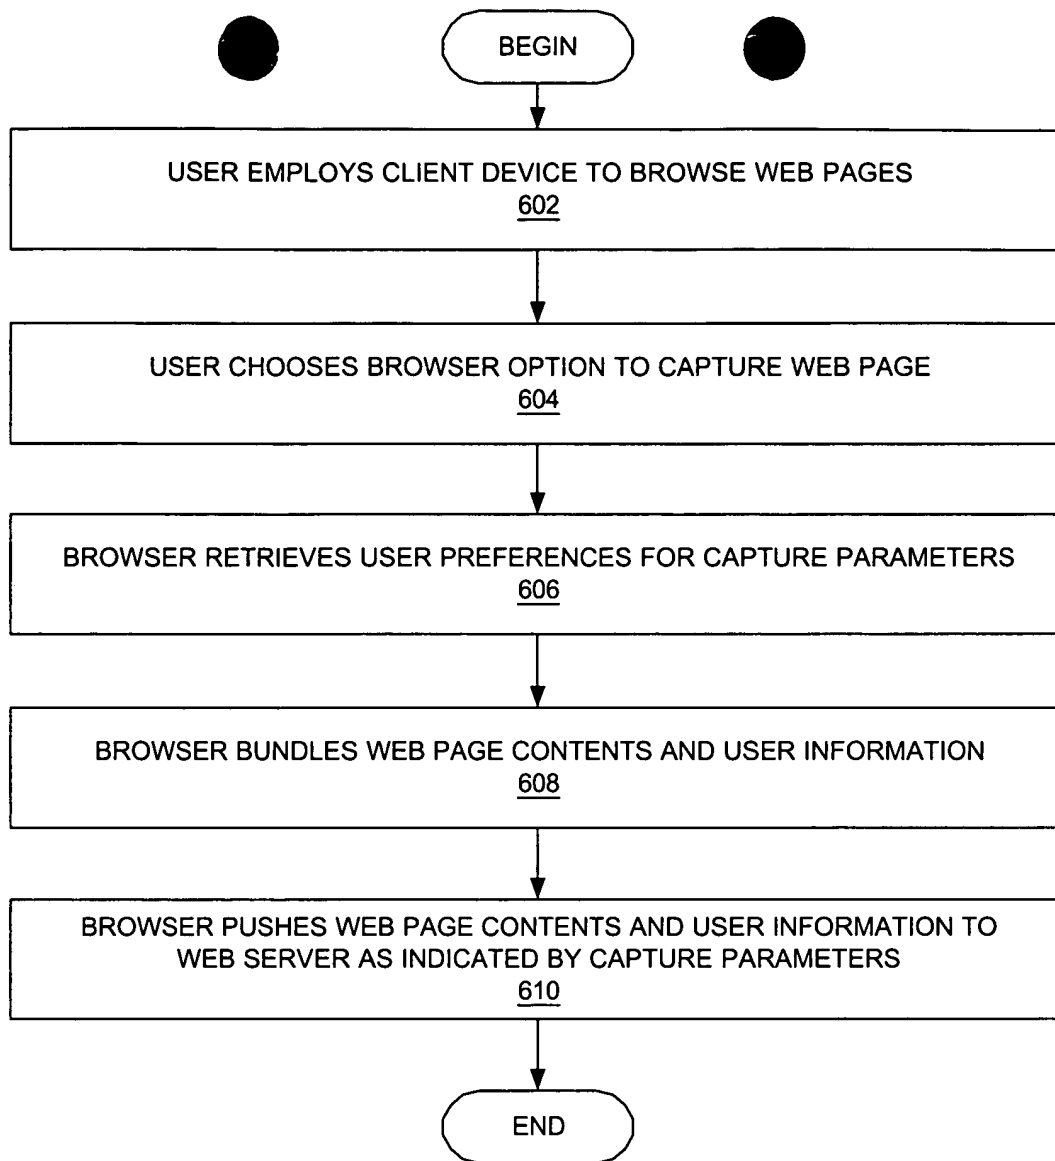 BEGIN
USER EMPLOYS CLIENT DEVICE TO BROWSE WEB PAGES
602
USER CHOOSES BROWSER OPTION TO CAPTURE WEB PAGE
604
BROWSER RETRIEVES USER PREFERENCES FOR CAPTURE PARAMETERS
606
BROWSER BUNDLES WEB PAGE CONTENTS AND USER INFORMATION
608
BROWSER PUSHES WEB PAGE CONTENTS AND USER INFORMATION TO
WEB SERVER AS INDICATED BY CAPTURE PARAMETERS
610
END